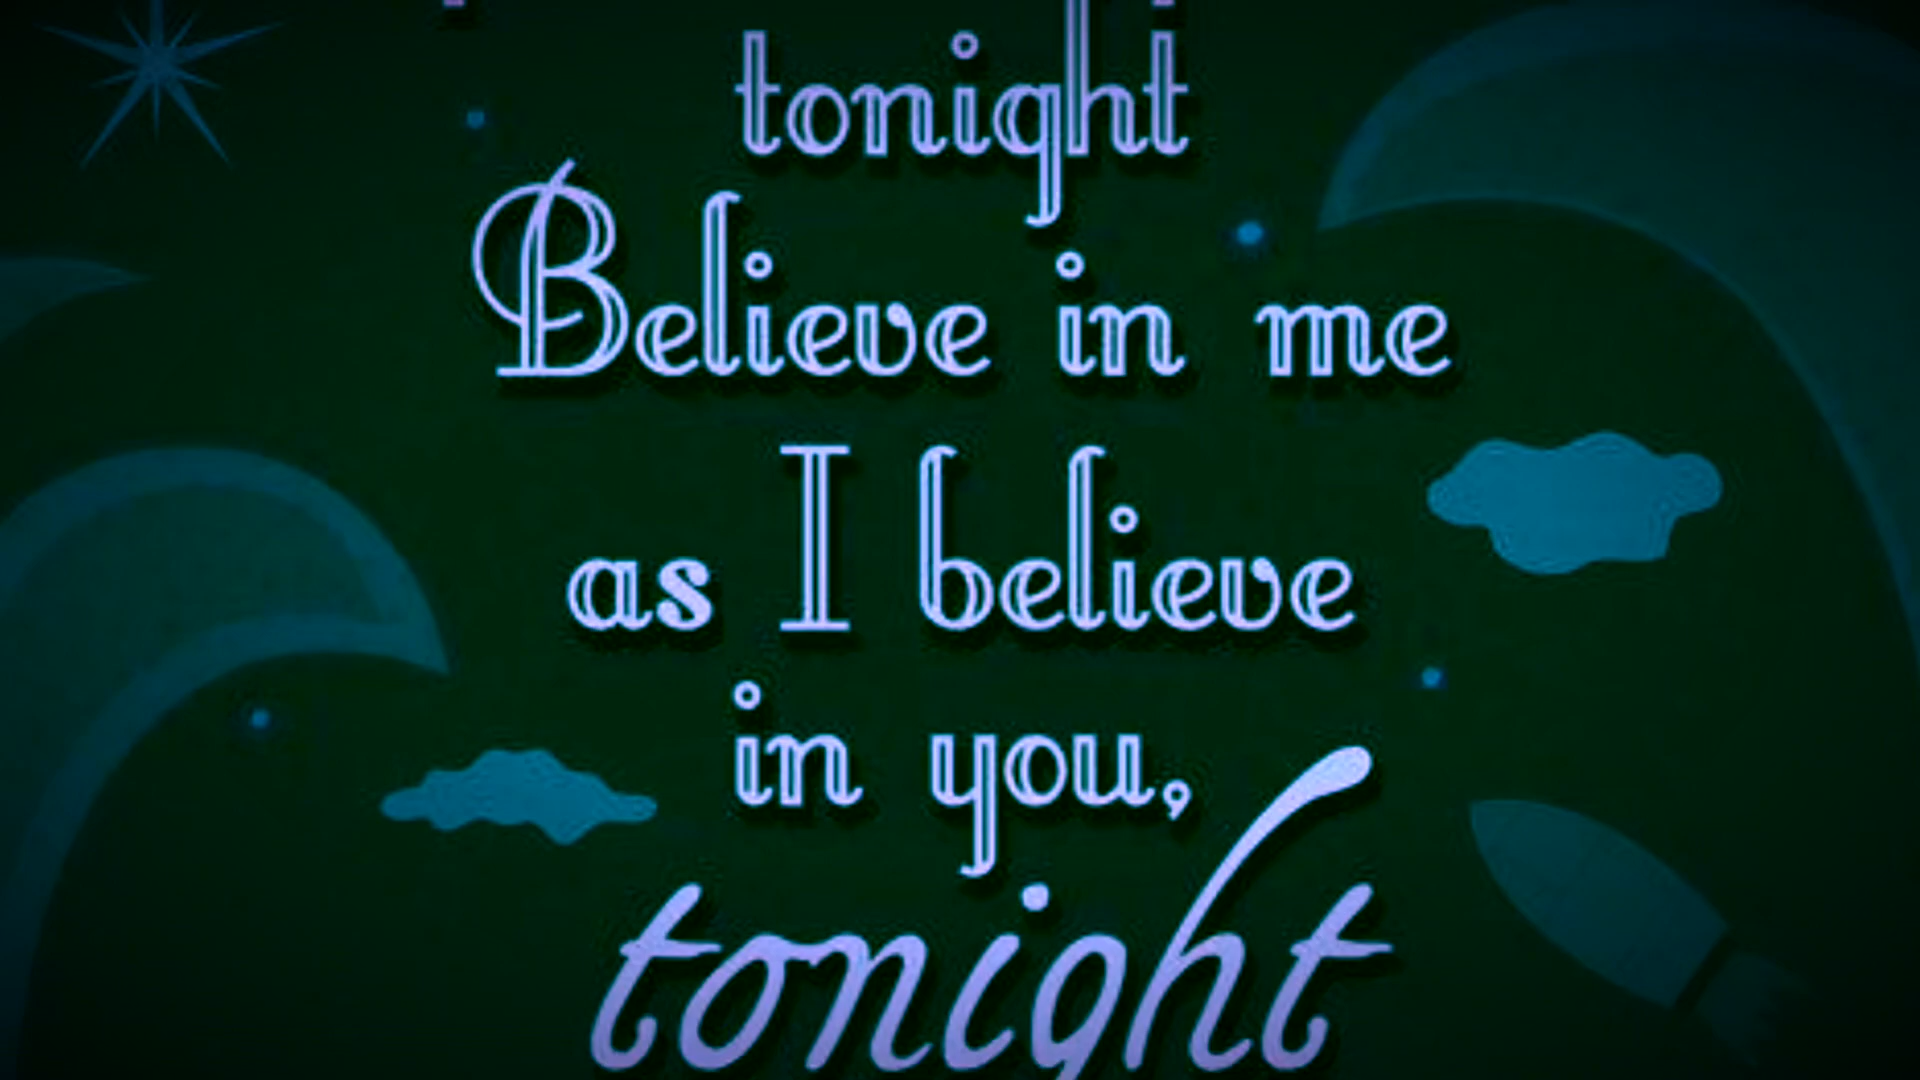 tonight
Believe in me
as I believe
in you,
tonight